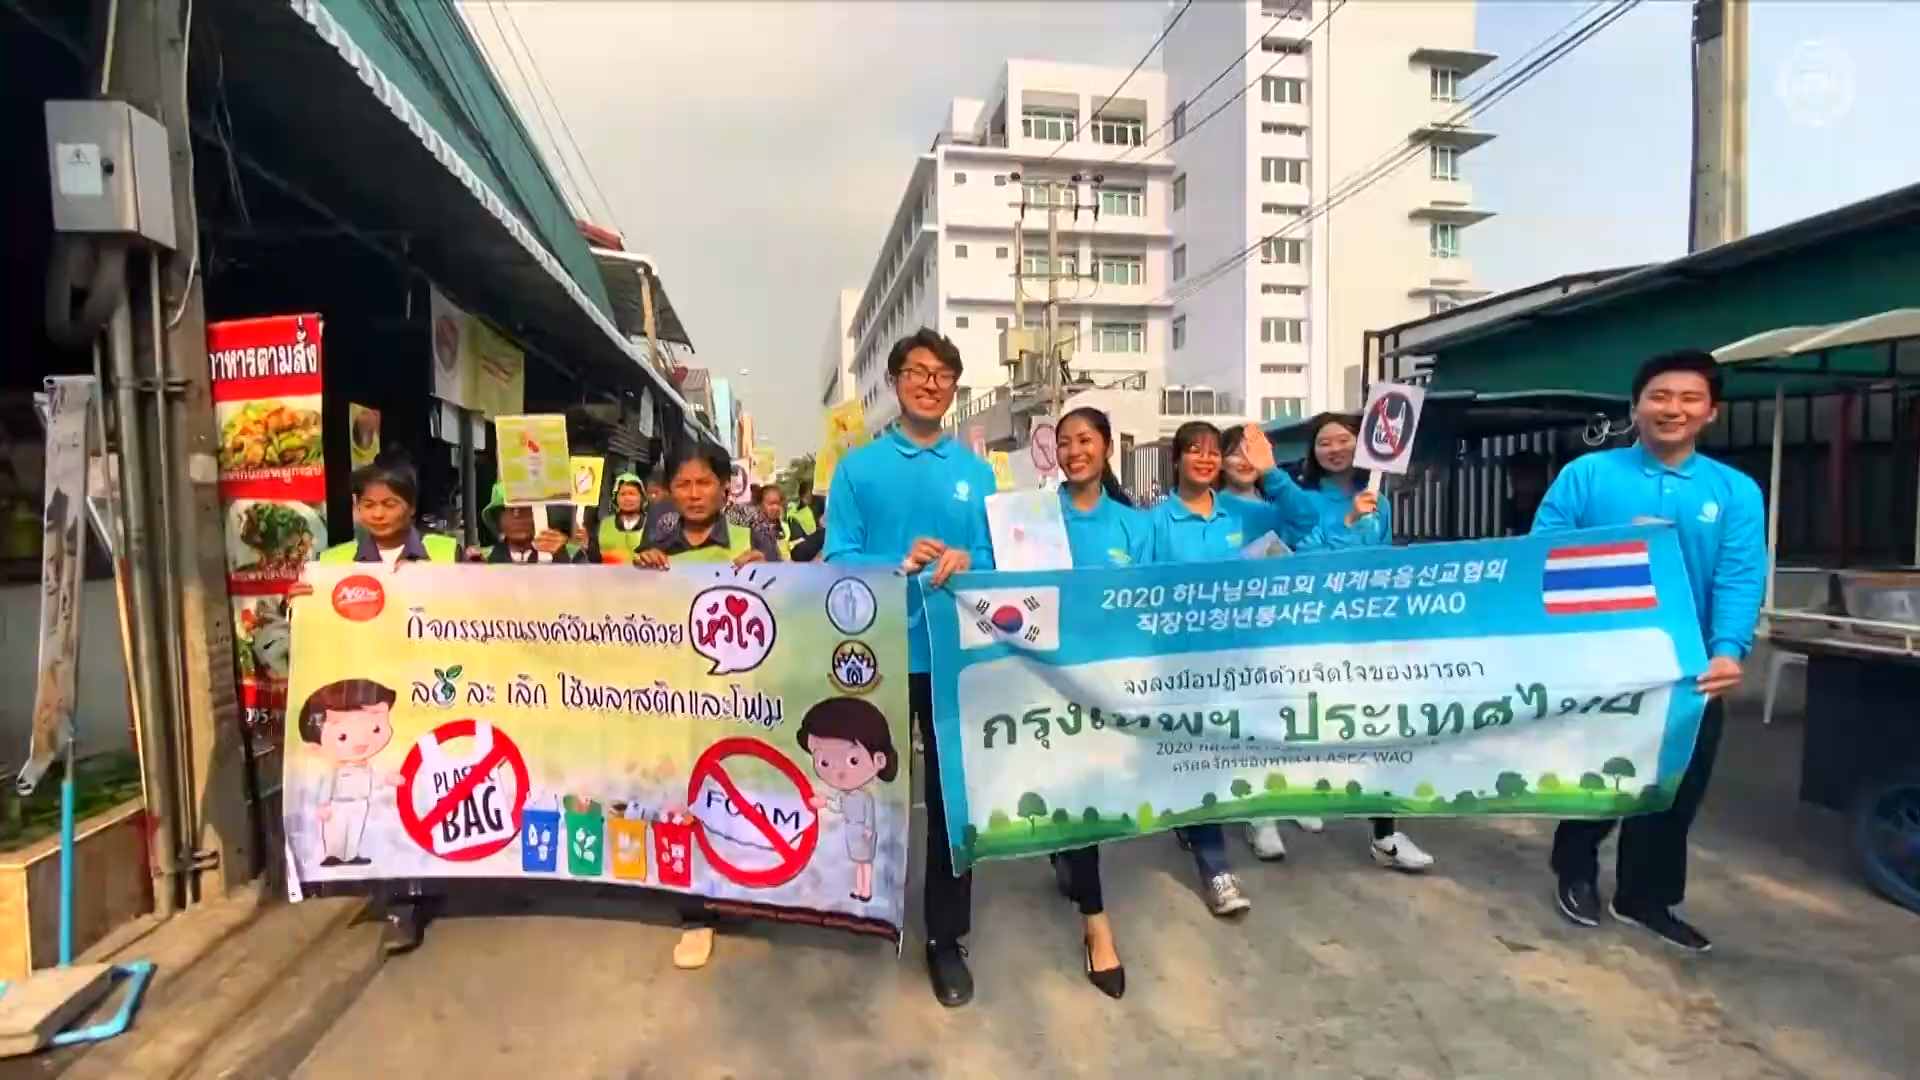 อาหารตามสั่ง
กิจกรรมรณรงค์วันทำดีด้วย หัวใจ
ลด ละ เลิก ใช้พลาสติกและโฟม
PLASTIC
BAG
FOAM
2020 하나님의교회 세계복음선교협회
직장인청년봉사단 ASEZ WAO
จงลงมือปฏิบัติด้วยจิตใจของมารดา
กรุงเทพฯ, ประเทศไทย
2020
ASEZ WAO